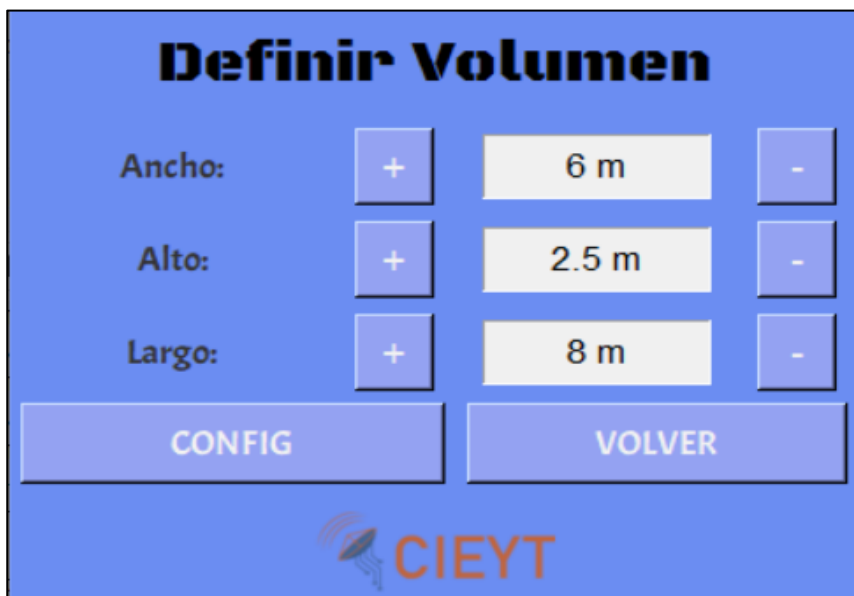 Definir Volumen
Ancho: + 6 m -
Alto: + 2.5 m -
Largo: + 8 m -
CONFIG VOLVER
CIEYT